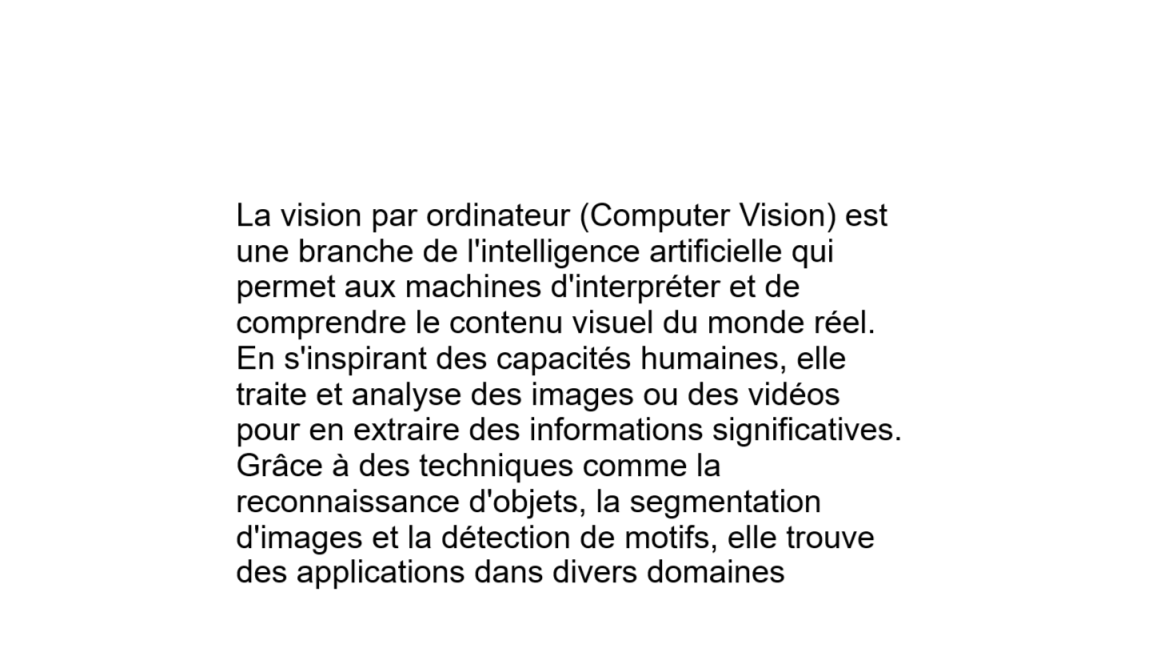 La vision par ordinateur (Computer Vision) est
une branche de l'intelligence artificielle qui
permet aux machines d'interpréter et de
comprendre le contenu visuel du monde réel.
En s'inspirant des capacités humaines, elle
traite et analyse des images ou des vidéos
pour en extraire des informations significatives.
Grâce à des techniques comme la
reconnaissance d'objets, la segmentation
d'images et la détection de motifs, elle trouve
des applications dans divers domaines